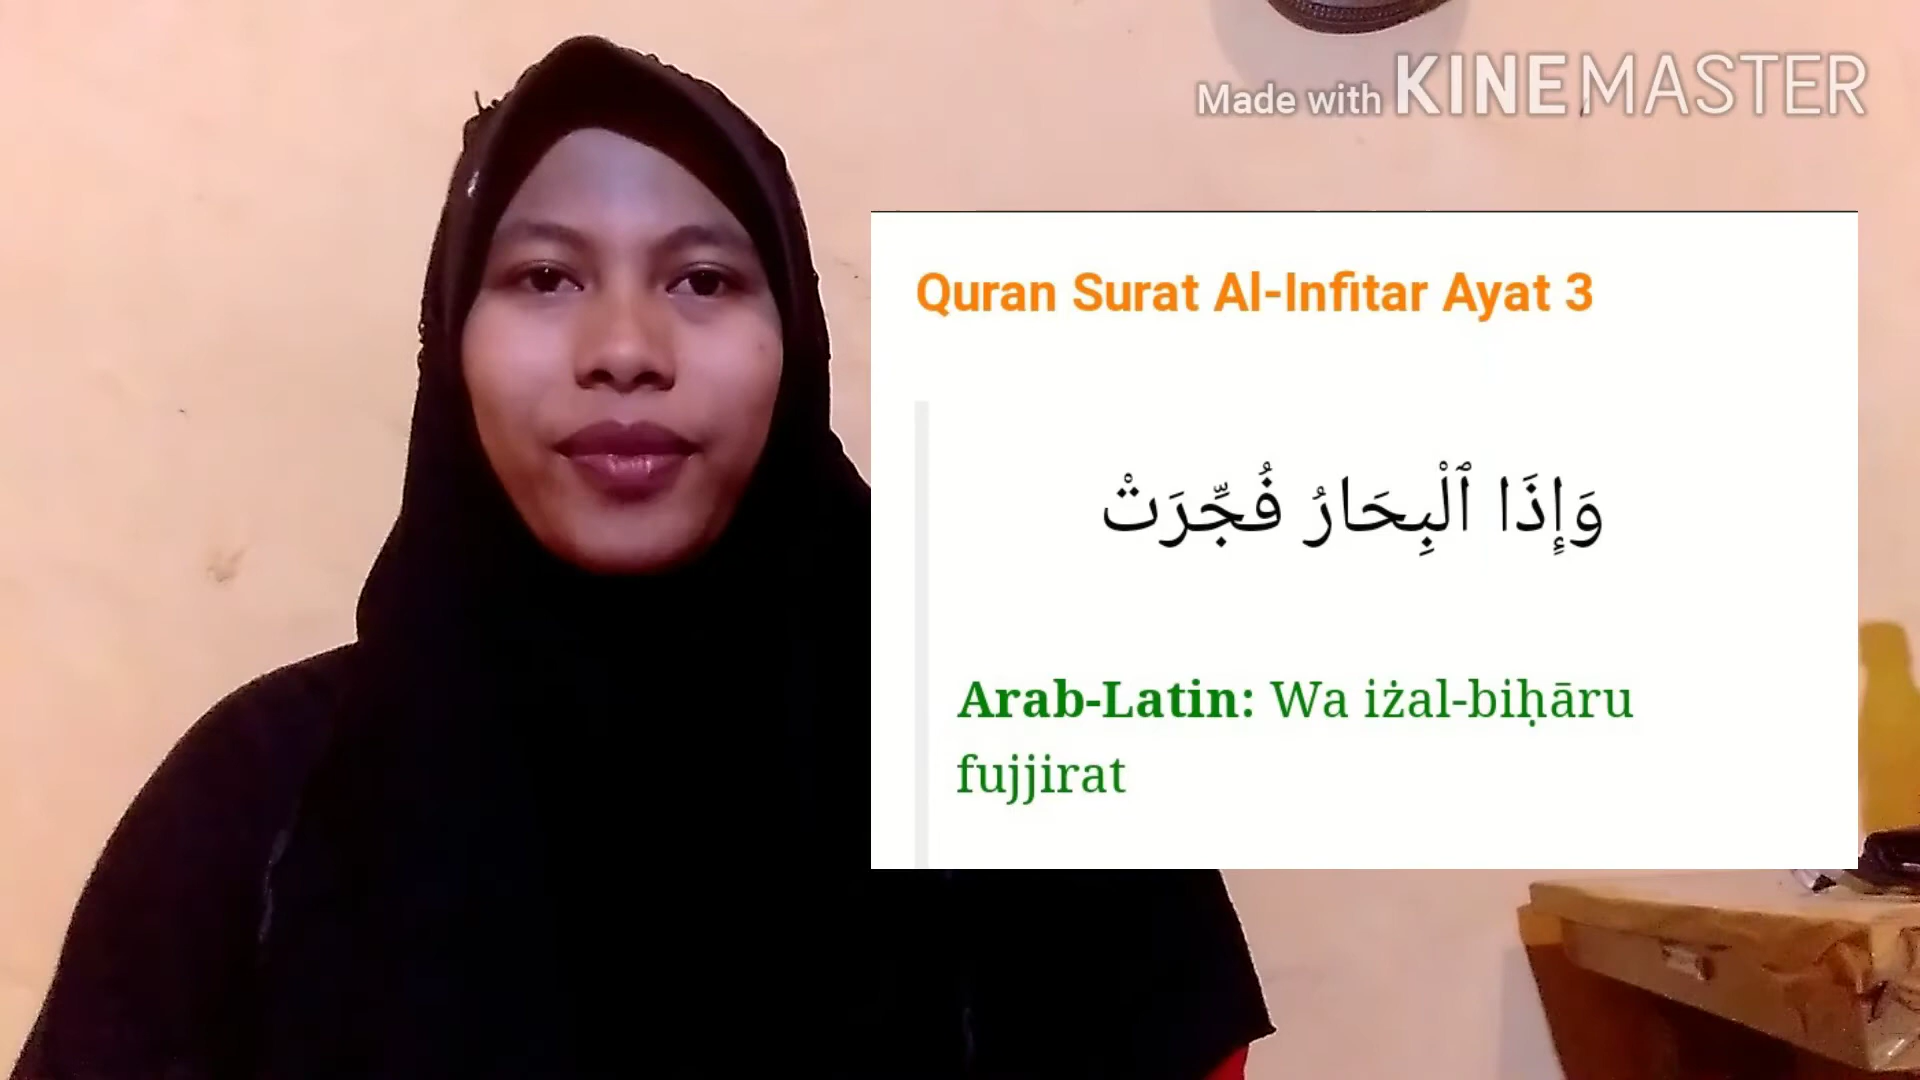 Made with KINEMASTER
Quran Surat Al-Infitar Ayat 3
وَإِذَا ٱلْبِحَارُ فُجِّرَتْ
Arab-Latin: Wa iżal-biḥāru
fujjirat